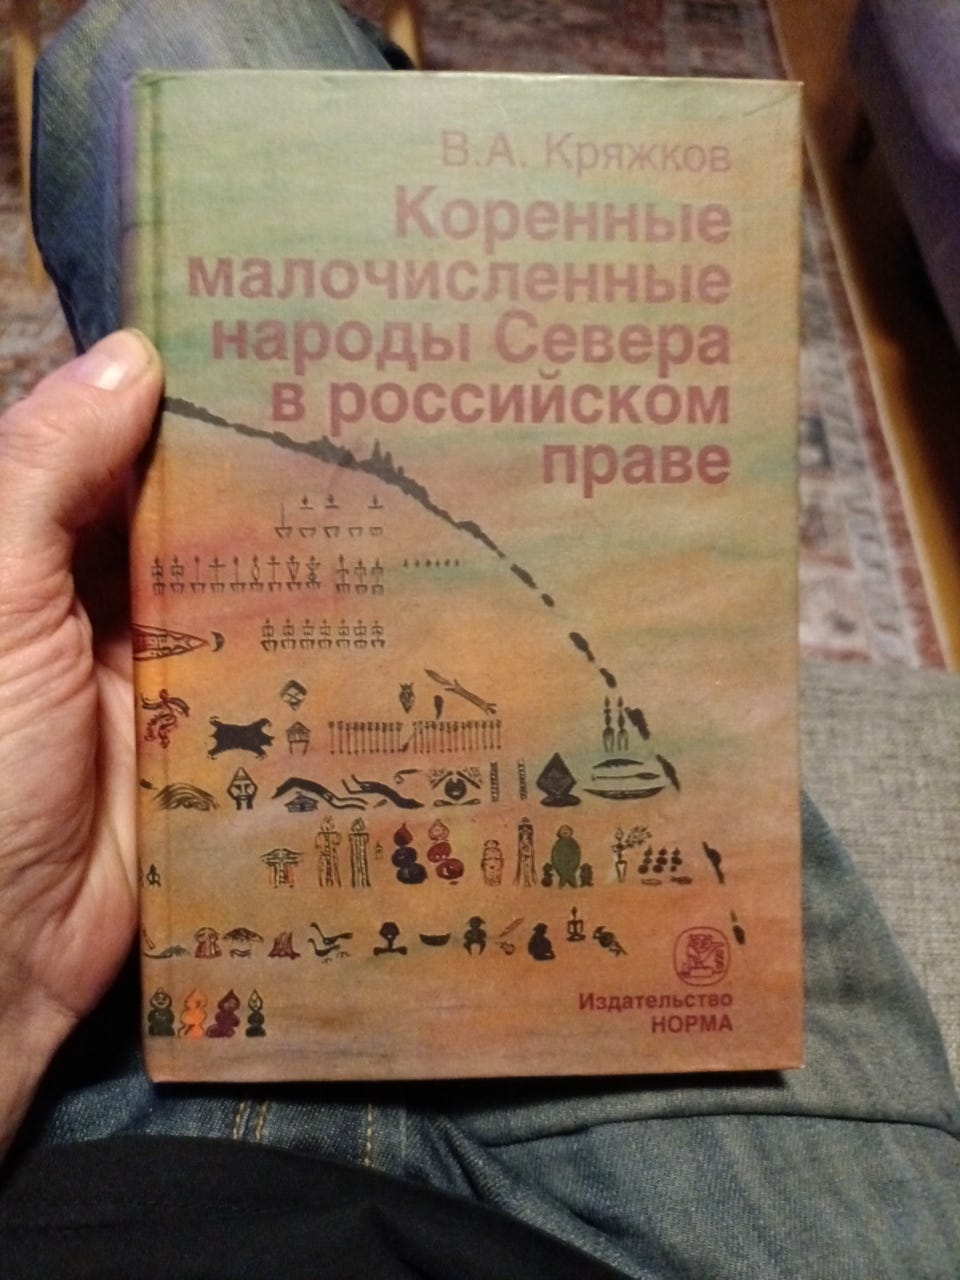 В.А. Кряжков
Коренные
малочисленные
народы Севера
в российском
праве
Издательство
НОРМА